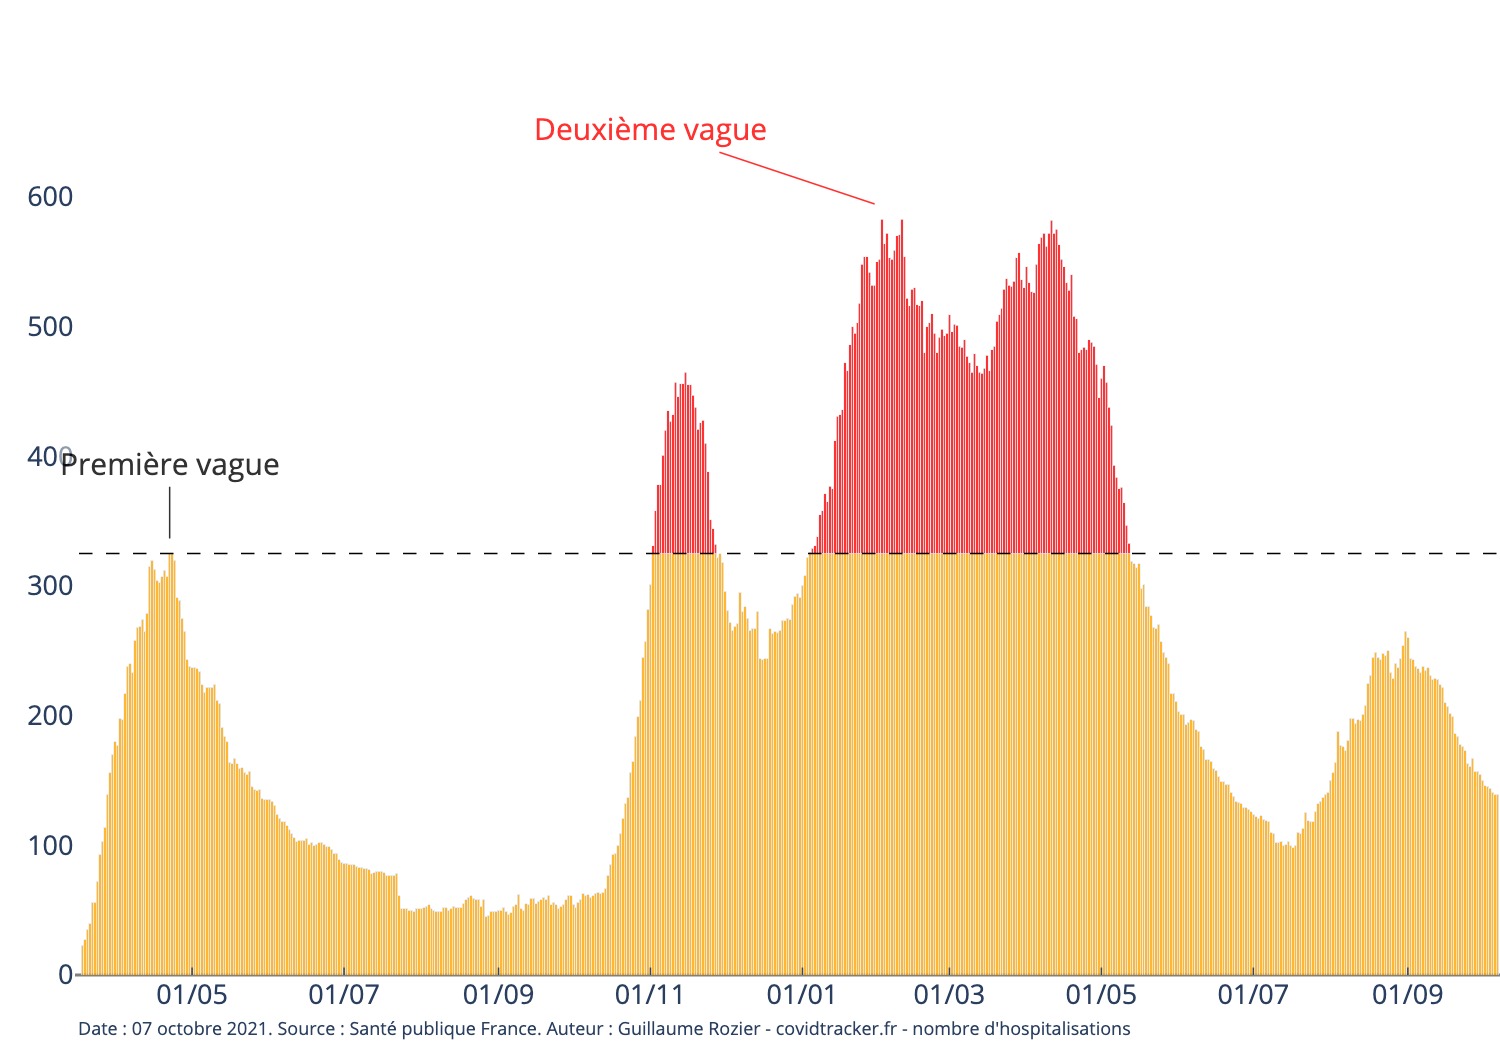 Deuxième vague
600
500
400
Première vague
300
200
100
0
01/05 01/07 01/09 01/11 01/01 01/03 01/05 01/07 01/09
Date : 07 octobre 2021. Source : Santé publique France. Auteur : Guillaume Rozier - covidtracker.fr - nombre d'hospitalisations